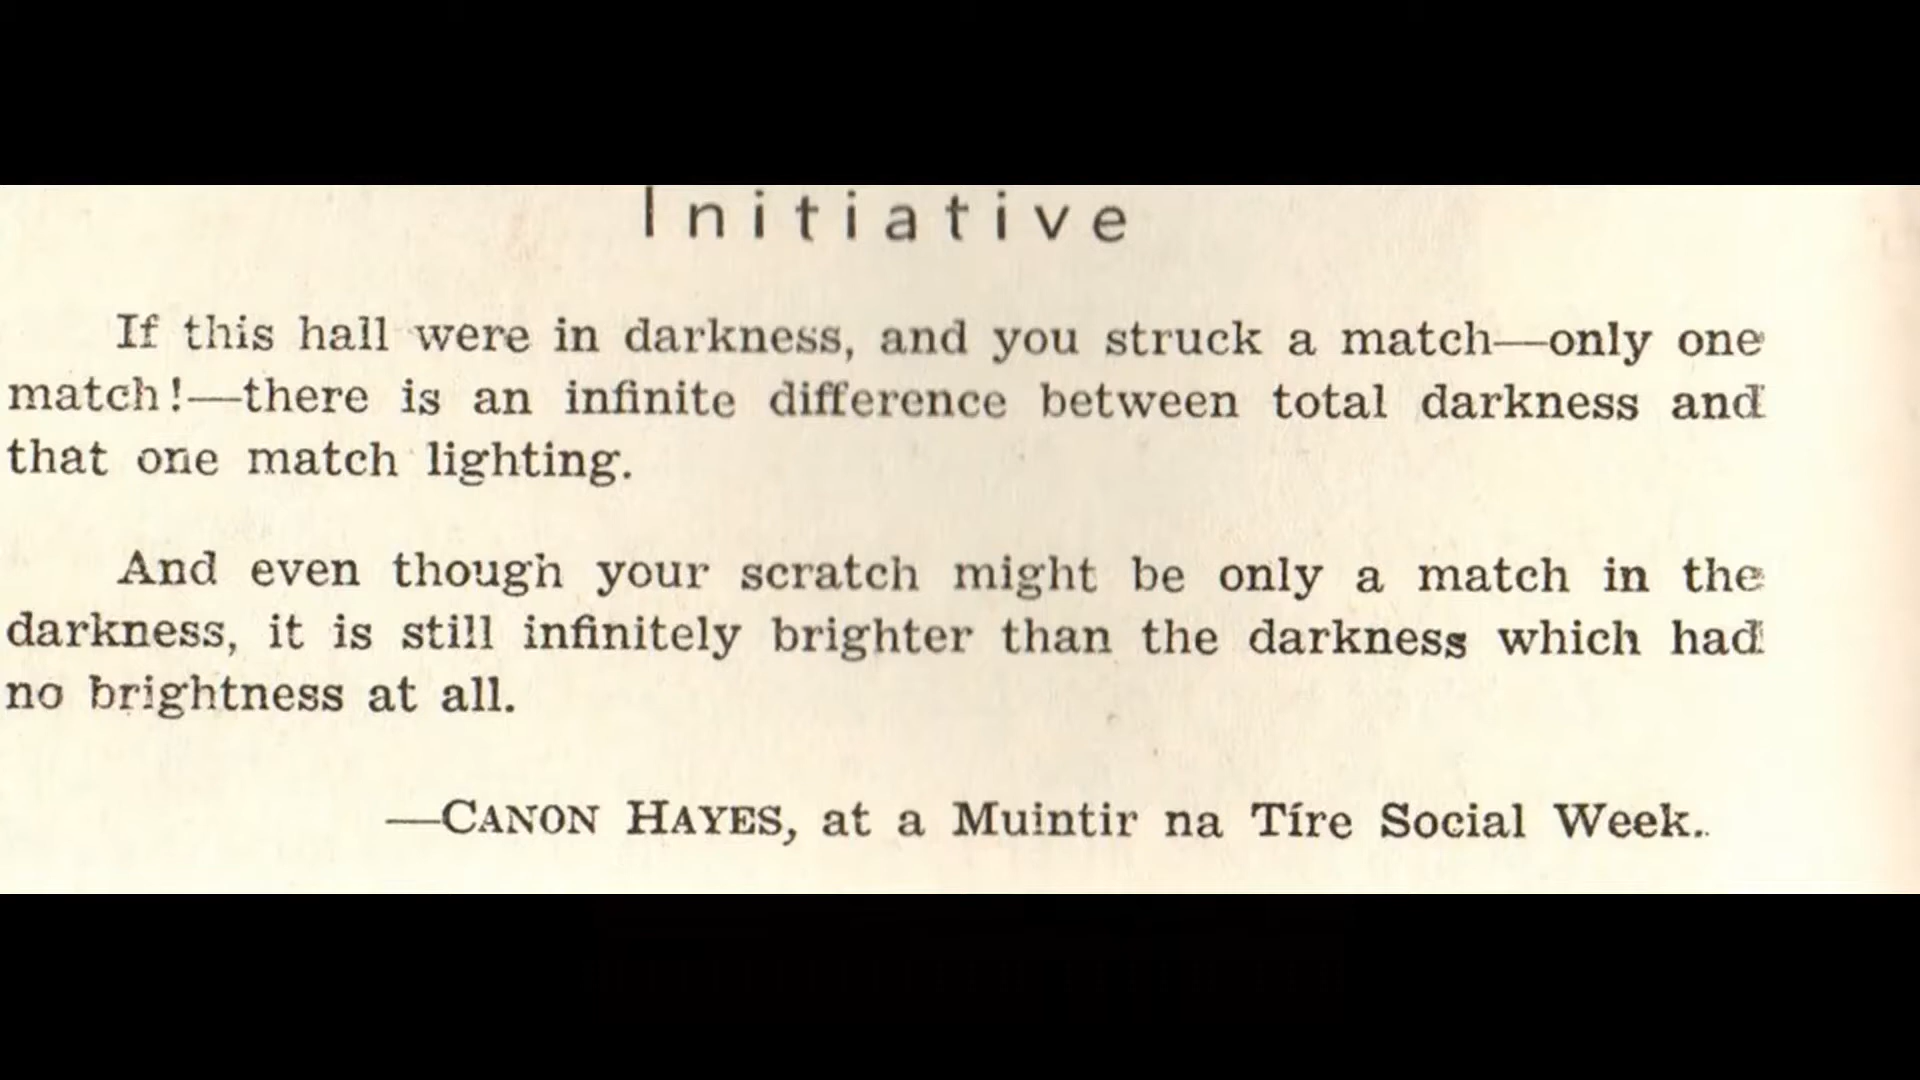 Initiative
If this hall were in darkness, and you struck a match—only one
match!—there is an infinite difference between total darkness and
that one match lighting.
And even though your scratch might be only a match in the
darkness, it is still infinitely brighter than the darkness which had
no brightness at all.
—CANON HAYES, at a Muintir na Tíre Social Week.